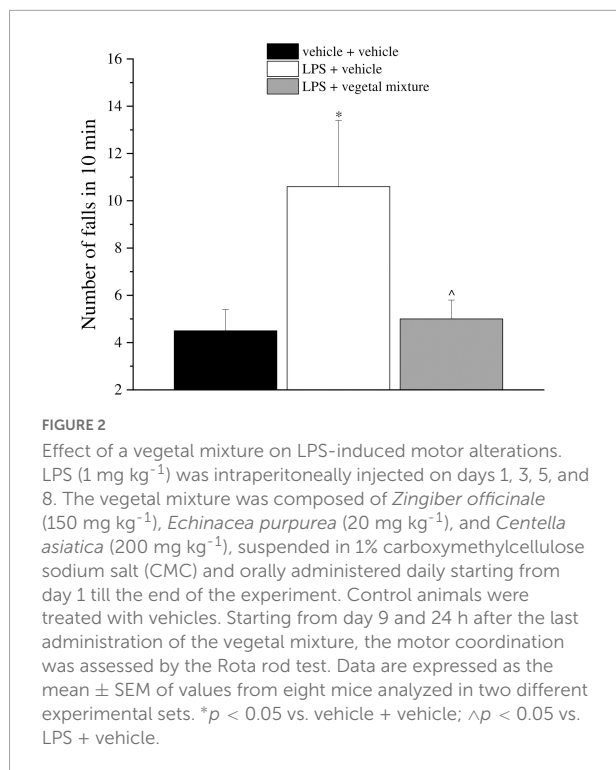 vehicle + vehicle
LPS + vehicle
LPS + vegetal mixture
Number of falls in 10 min
16
14
12
10
8
6
4
2
*
^
FIGURE 2
Effect of a vegetal mixture on LPS-induced motor alterations.
LPS (1 mg kg⁻¹) was intraperitoneally injected on days 1, 3, 5, and
8. The vegetal mixture was composed of Zingiber officinale
(150 mg kg⁻¹), Echinacea purpurea (20 mg kg⁻¹), and Centella
asiatica (200 mg kg⁻¹), suspended in 1% carboxymethylcellulose
sodium salt (CMC) and orally administered daily starting from
day 1 till the end of the experiment. Control animals were
treated with vehicles. Starting from day 9 and 24 h after the last
administration of the vegetal mixture, the motor coordination
was assessed by the Rota rod test. Data are expressed as the
mean ± SEM of values from eight mice analyzed in two different
experimental sets. *p < 0.05 vs. vehicle + vehicle; ∧p < 0.05 vs.
LPS + vehicle.